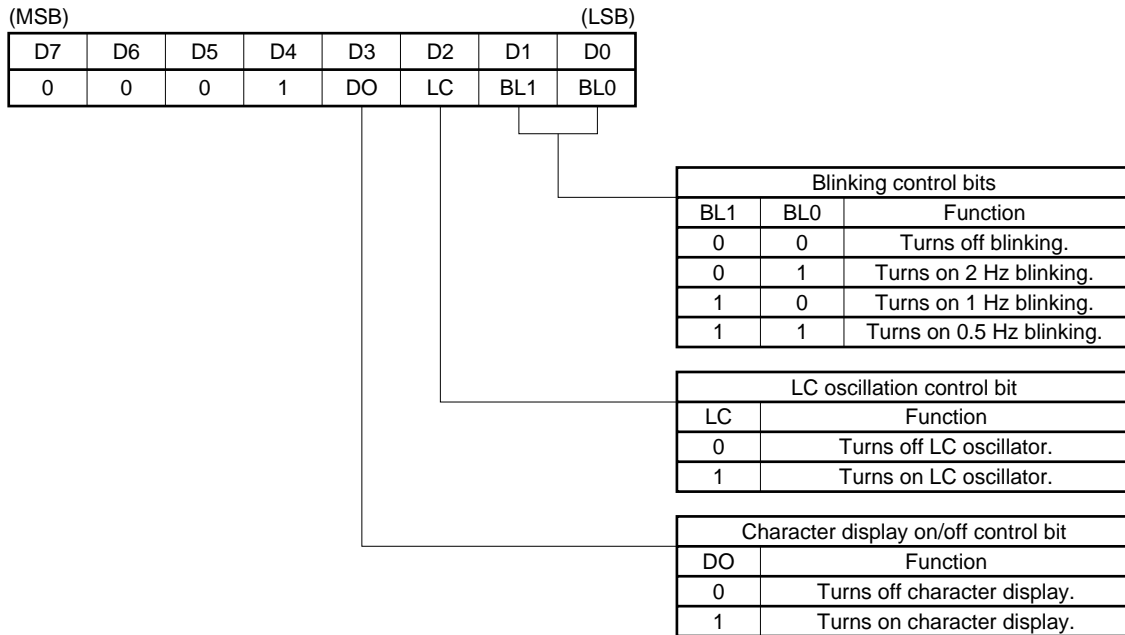 (MSB) (LSB)
D7 D6 D5 D4 D3 D2 D1 D0
0 0 0 1 DO LC BL1 BL0
Blinking control bits
BL1 BL0 Function
0 0 Turns off blinking.
0 1 Turns on 2 Hz blinking.
1 0 Turns on 1 Hz blinking.
1 1 Turns on 0.5 Hz blinking.
LC oscillation control bit
LC Function
0 Turns off LC oscillator.
1 Turns on LC oscillator.
Character display on/off control bit
DO Function
0 Turns off character display.
1 Turns on character display.